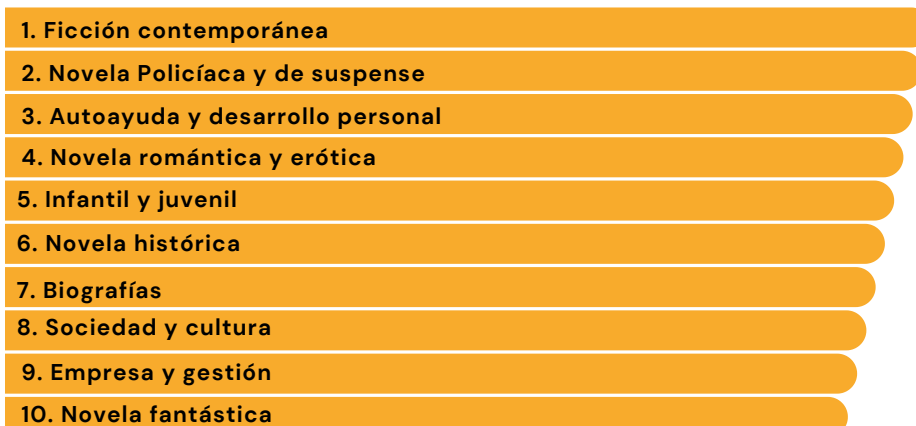 1. Ficción contemporánea
2. Novela Policíaca y de suspense
3. Autoayuda y desarrollo personal
4. Novela romántica y erótica
5. Infantil y juvenil
6. Novela histórica
7. Biografías
8. Sociedad y cultura
9. Empresa y gestión
10. Novela fantástica